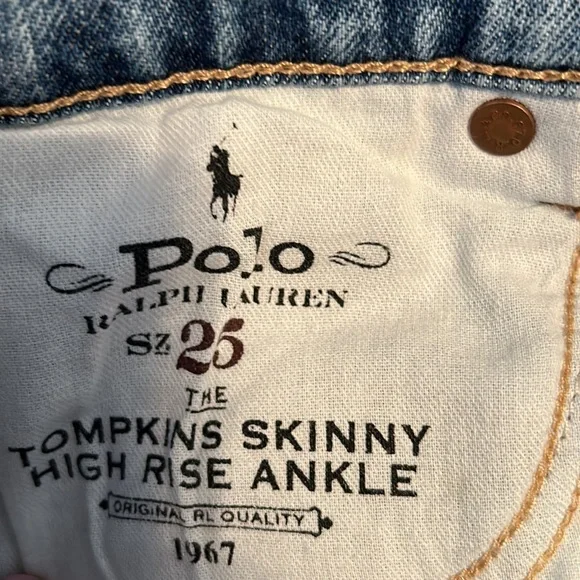 Polo
RALPH LAUREN
SZ 25
THE
TOMPKINS SKINNY
HIGH RISE ANKLE
ORIGINAL RL QUALITY
1967